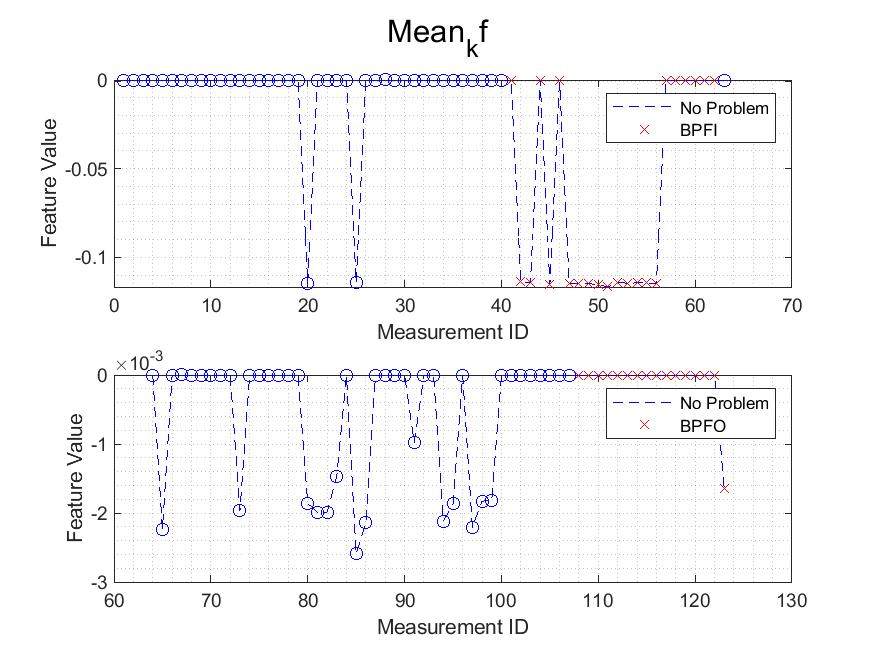 Mean_kf
0
-0.05
-0.1
Feature Value
No Problem
BPFI
0 10 20 30 40 50 60 70
Measurement ID
×10^-3
0
-1
-2
-3
Feature Value
No Problem
BPFO
60 70 80 90 100 110 120 130
Measurement ID